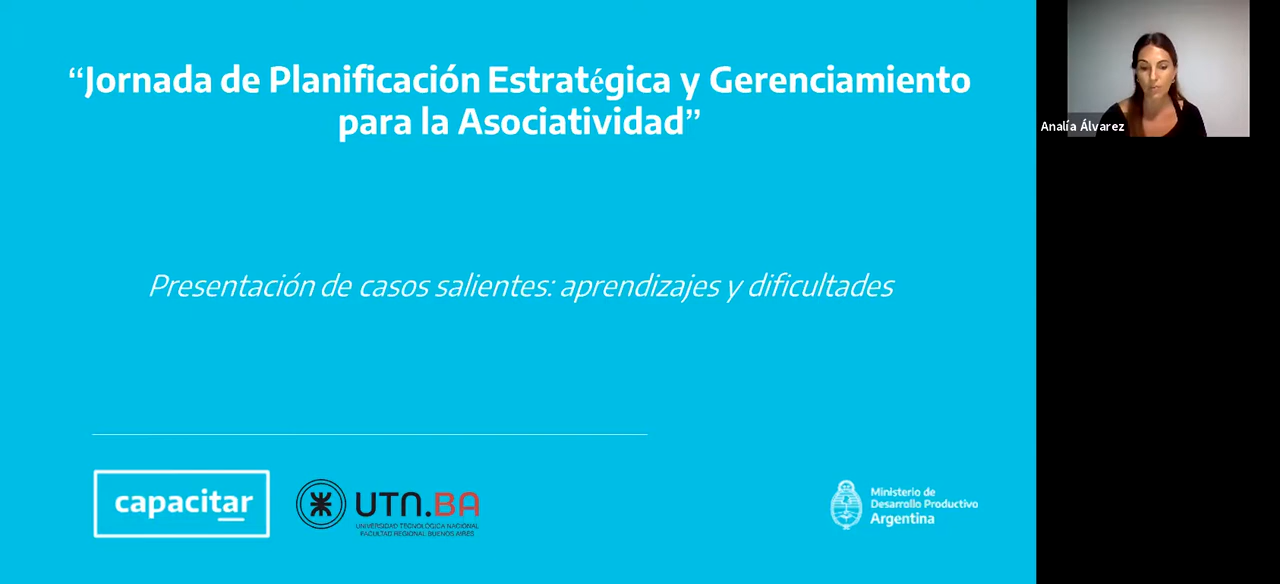 “Jornada de Planificación Estratégica y Gerenciamiento
para la Asociatividad”
Presentación de casos salientes: aprendizajes y dificultades
capacitar
UTN.BA
UNIVERSIDAD TECNOLÓGICA NACIONAL
FACULTAD REGIONAL BUENOS AIRES
Ministerio de
Desarrollo Productivo
Argentina
Analía Álvarez